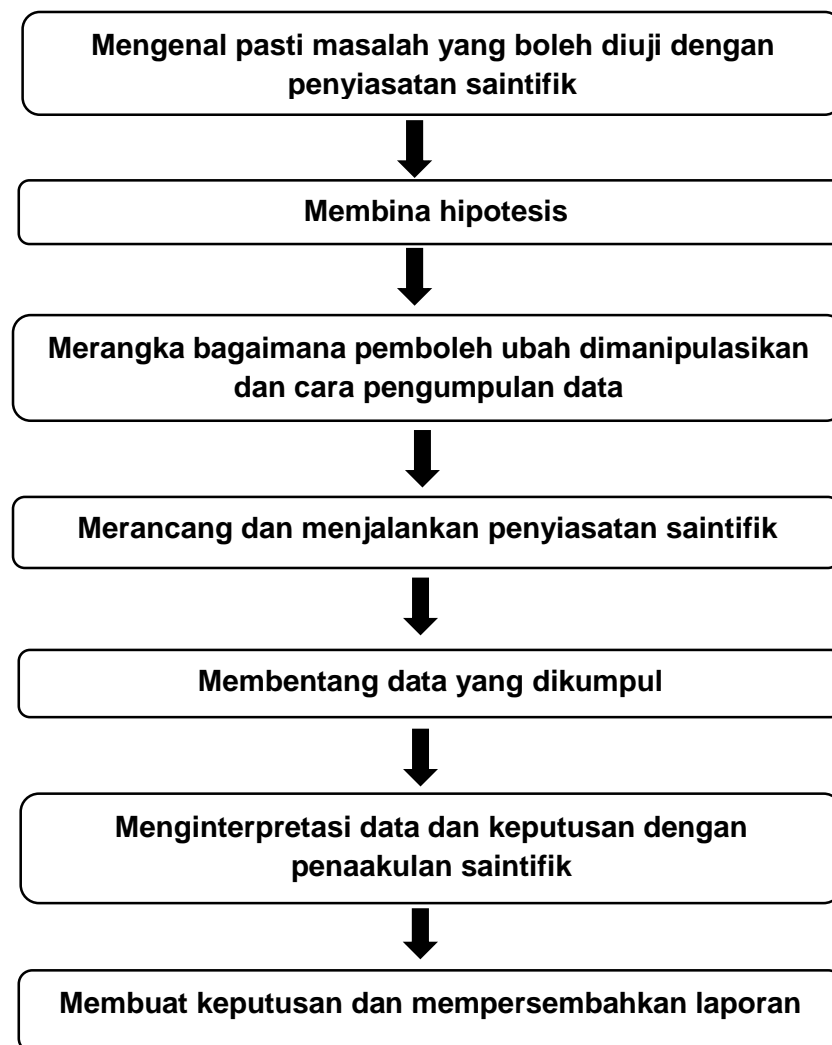 Mengenal pasti masalah yang boleh diuji dengan
penyiasatan saintifik
Membina hipotesis
Merangka bagaimana pemboleh ubah dimanipulasikan
dan cara pengumpulan data
Merancang dan menjalankan penyiasatan saintifik
Membentang data yang dikumpul
Menginterpretasi data dan keputusan dengan
penaakulan saintifik
Membuat keputusan dan mempersembahkan laporan